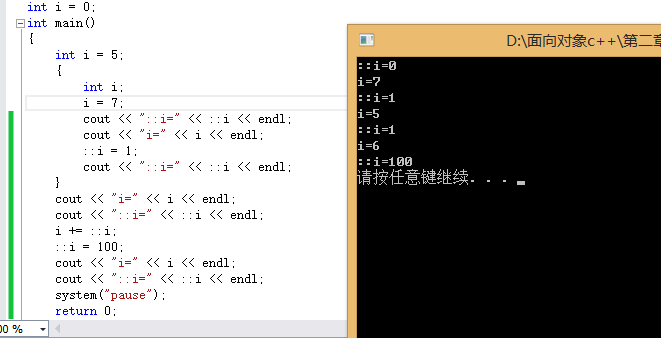 int i = 0;
int main()
{
int i = 5;
{
int i;
i = 7;
cout << "::i=" << ::i << endl;
cout << "i=" << i << endl;
::i = 1;
cout << "::i=" << ::i << endl;
}
cout << "i=" << i << endl;
cout << "::i=" << ::i << endl;
i += ::i;
::i = 100;
cout << "i=" << i << endl;
cout << "::i=" << ::i << endl;
system("pause");
return 0;
00 %
D:\面向对象c++\第二章
::i=0
i=7
::i=1
i=5
::i=1
i=6
::i=100
请按任意键继续. . .